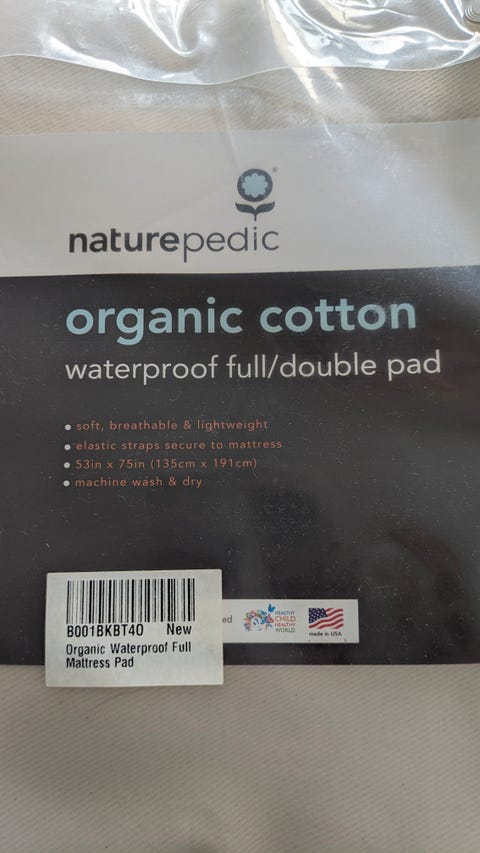 ®
naturepedic
organic cotton
waterproof full/double pad
• soft, breathable & lightweight
• elastic straps secure to mattress
• 53in x 75in (135cm x 191cm)
• machine wash & dry
B001BKBT40 New
Organic Waterproof Full
Mattress Pad
ed
HEALTHY
CHILD
HEALTHY
WORLD
made in USA